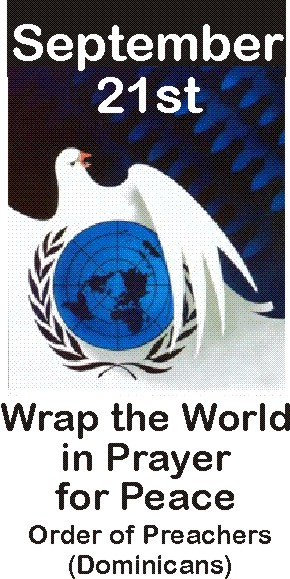 September
21st
Wrap the World
in Prayer
for Peace
Order of Preachers
(Dominicans)